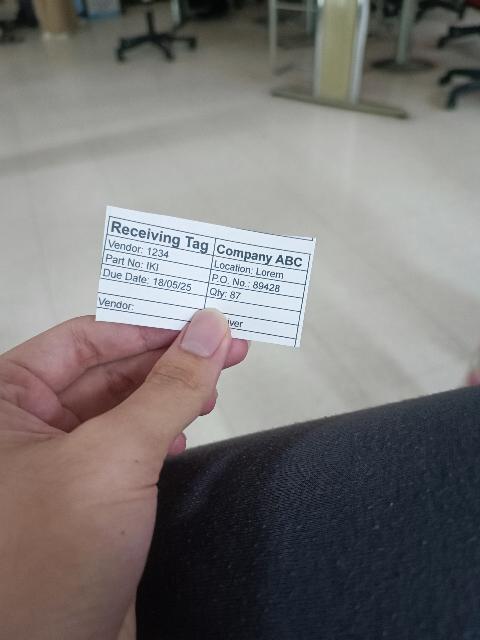 Receiving Tag Company ABC
Vendor: 1234 Location: Lorem
Part No: IKI P.O. No.: 89428
Due Date: 18/05/25 Qty: 87
Vendor: